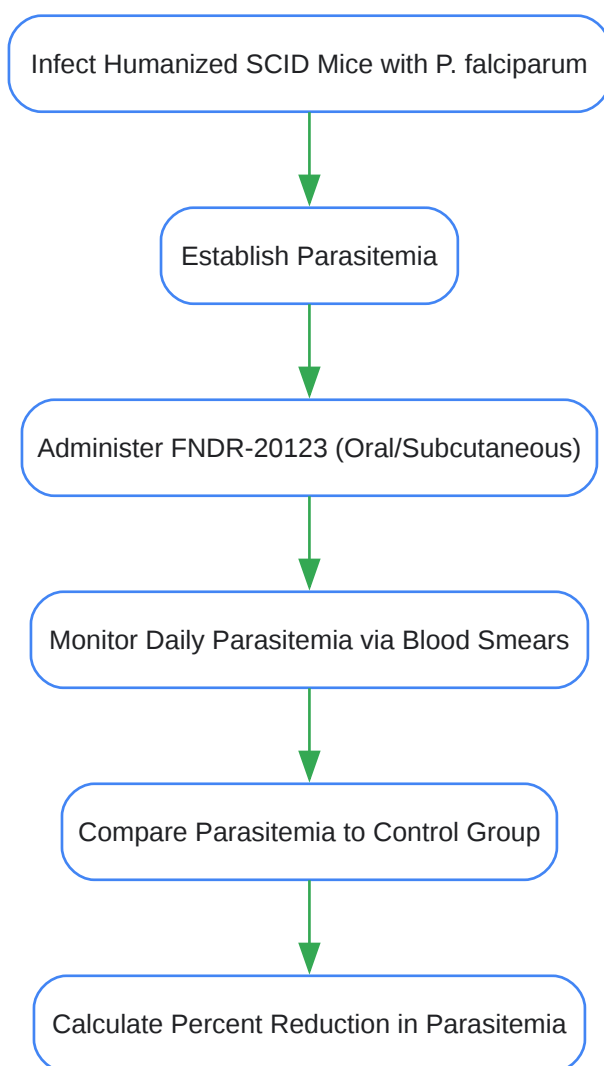 Infect Humanized SCID Mice with P. falciparum
Establish Parasitemia
Administer FNDR-20123 (Oral/Subcutaneous)
Monitor Daily Parasitemia via Blood Smears
Compare Parasitemia to Control Group
Calculate Percent Reduction in Parasitemia